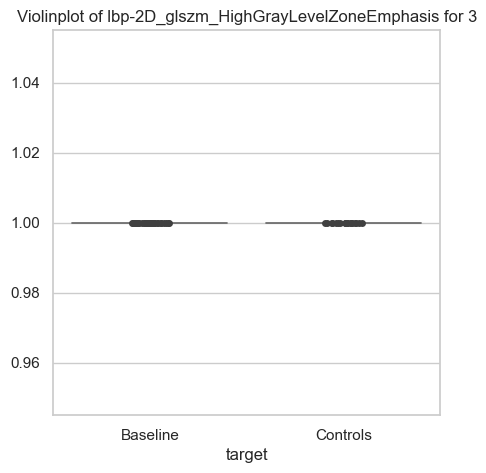 Violinplot of lbp-2D_glszm_HighGrayLevelZoneEmphasis for 3
1.04
1.02
1.00
0.98
0.96
Baseline Controls
target